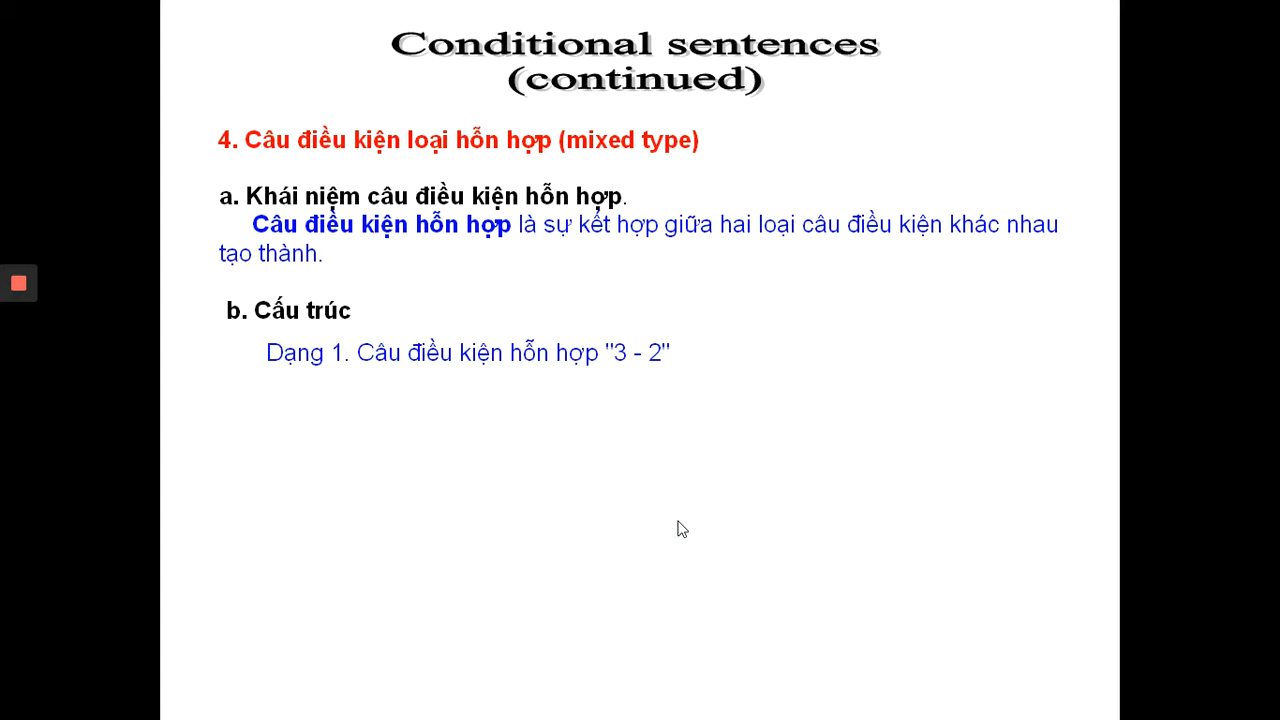 Conditional sentences
(continued)
4. Câu điều kiện loại hỗn hợp (mixed type)
a. Khái niệm câu điều kiện hỗn hợp.
Câu điều kiện hỗn hợp là sự kết hợp giữa hai loại câu điều kiện khác nhau
tạo thành.
b. Cấu trúc
Dạng 1. Câu điều kiện hỗn hợp "3 - 2"